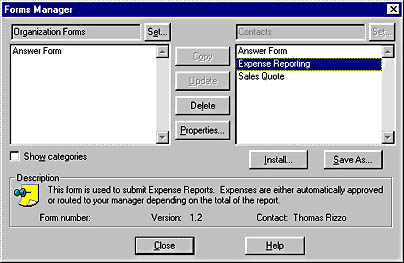 Forms Manager
Organization Forms
Set...
Contacts
Set...
Answer Form
Copy
Update
Delete
Properties...
Answer Form
Expense Reporting
Sales Quote
Show categories
Install...
Save As...
Description
This form is used to submit Expense Reports. Expenses are either automatically approved
or routed to your manager depending on the total of the report.
Form number: Version: 1.2 Contact: Thomas Rizzo
Close
Help